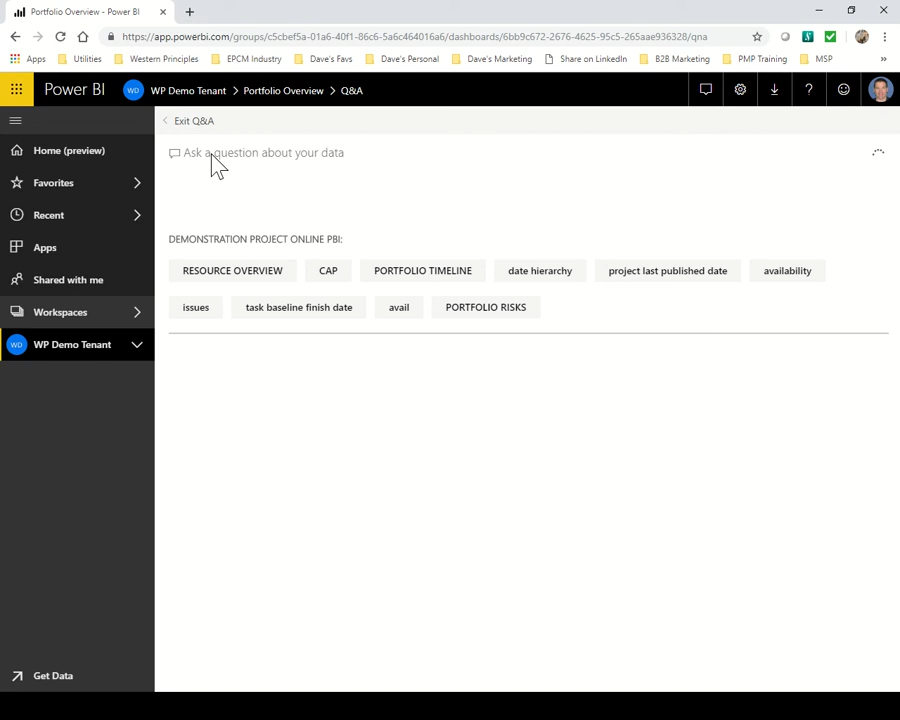 Portfolio Overview - Power BI
https://app.powerbi.com/groups/c5cbef5a-01a6-40f1-86c6-5a6c464016a6/dashboards/6bb9c672-2676-4625-95c5-265aae936328/qna
Apps Utilities Western Principles EPCM Industry Dave's Favs Dave's Personal Dave's Marketing Share on LinkedIn B2B Marketing PMP Training MSP »
Power BI WD WP Demo Tenant > Portfolio Overview > Q&A
Exit Q&A
Ask a question about your data
Home (preview)
Favorites
Recent
Apps
Shared with me
Workspaces
WD WP Demo Tenant
Get Data
DEMONSTRATION PROJECT ONLINE PBI:
RESOURCE OVERVIEW CAP PORTFOLIO TIMELINE date hierarchy project last published date availability
issues task baseline finish date avail PORTFOLIO RISKS